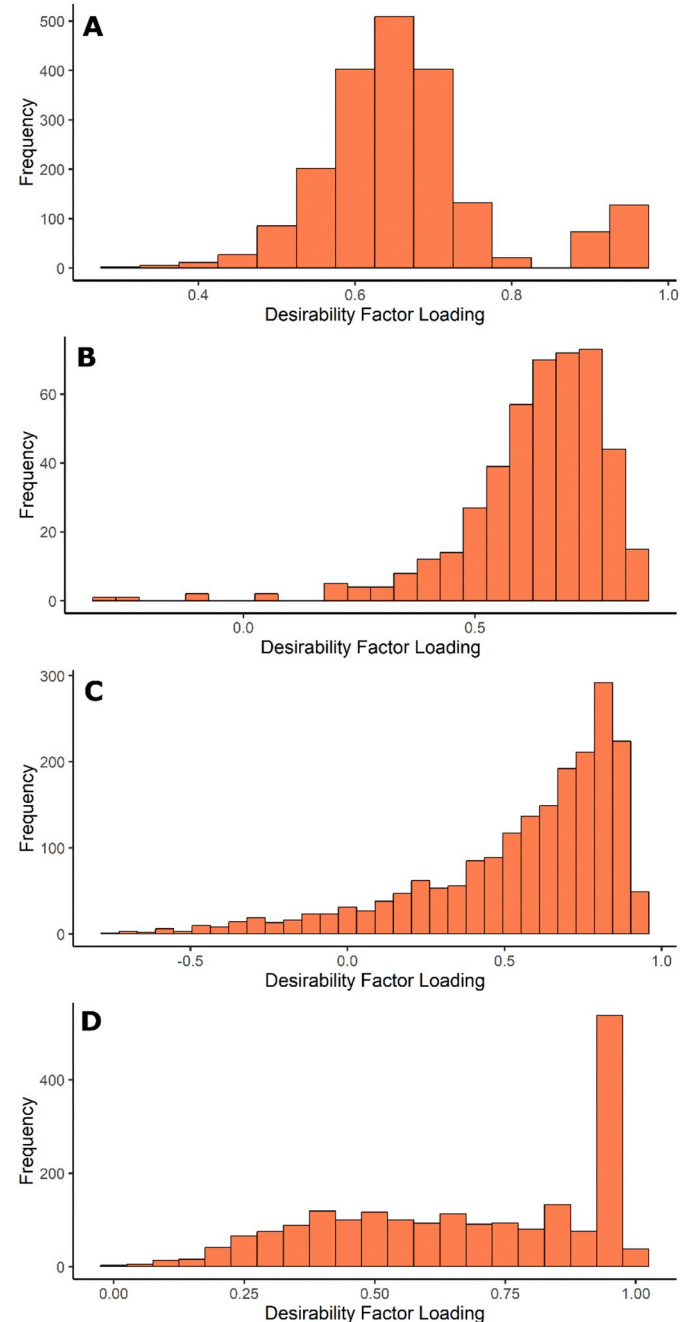 A
500
400
300
200
100
0
Frequency
0.4 0.6 0.8 1.0
Desirability Factor Loading
B
60
40
20
0
Frequency
0.0 0.5
Desirability Factor Loading
C
300
200
100
0
Frequency
-0.5 0.0 0.5 1.0
Desirability Factor Loading
D
400
200
0
Frequency
0.00 0.25 0.50 0.75 1.00
Desirability Factor Loading